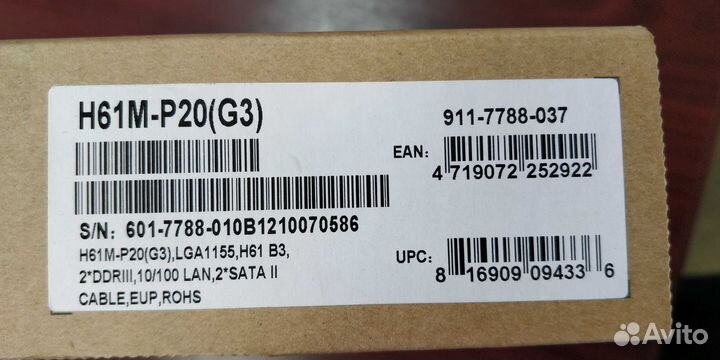 H61M-P20(G3)
911-7788-037
EAN:
4 719072 252922
S/N: 601-7788-010B1210070586
H61M-P20(G3),LGA1155,H61 B3,
2*DDRIII,10/100 LAN,2*SATA II
CABLE,EUP,ROHS
UPC:
8 16909 09433 6
Avito